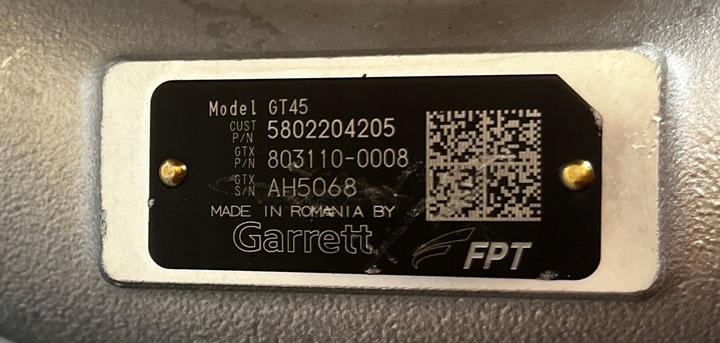 Model GT45
CUST P/N 5802204205
GTX P/N 803110-0008
GTX S/N AH5068
MADE IN ROMANIA BY
Garrett
FPT